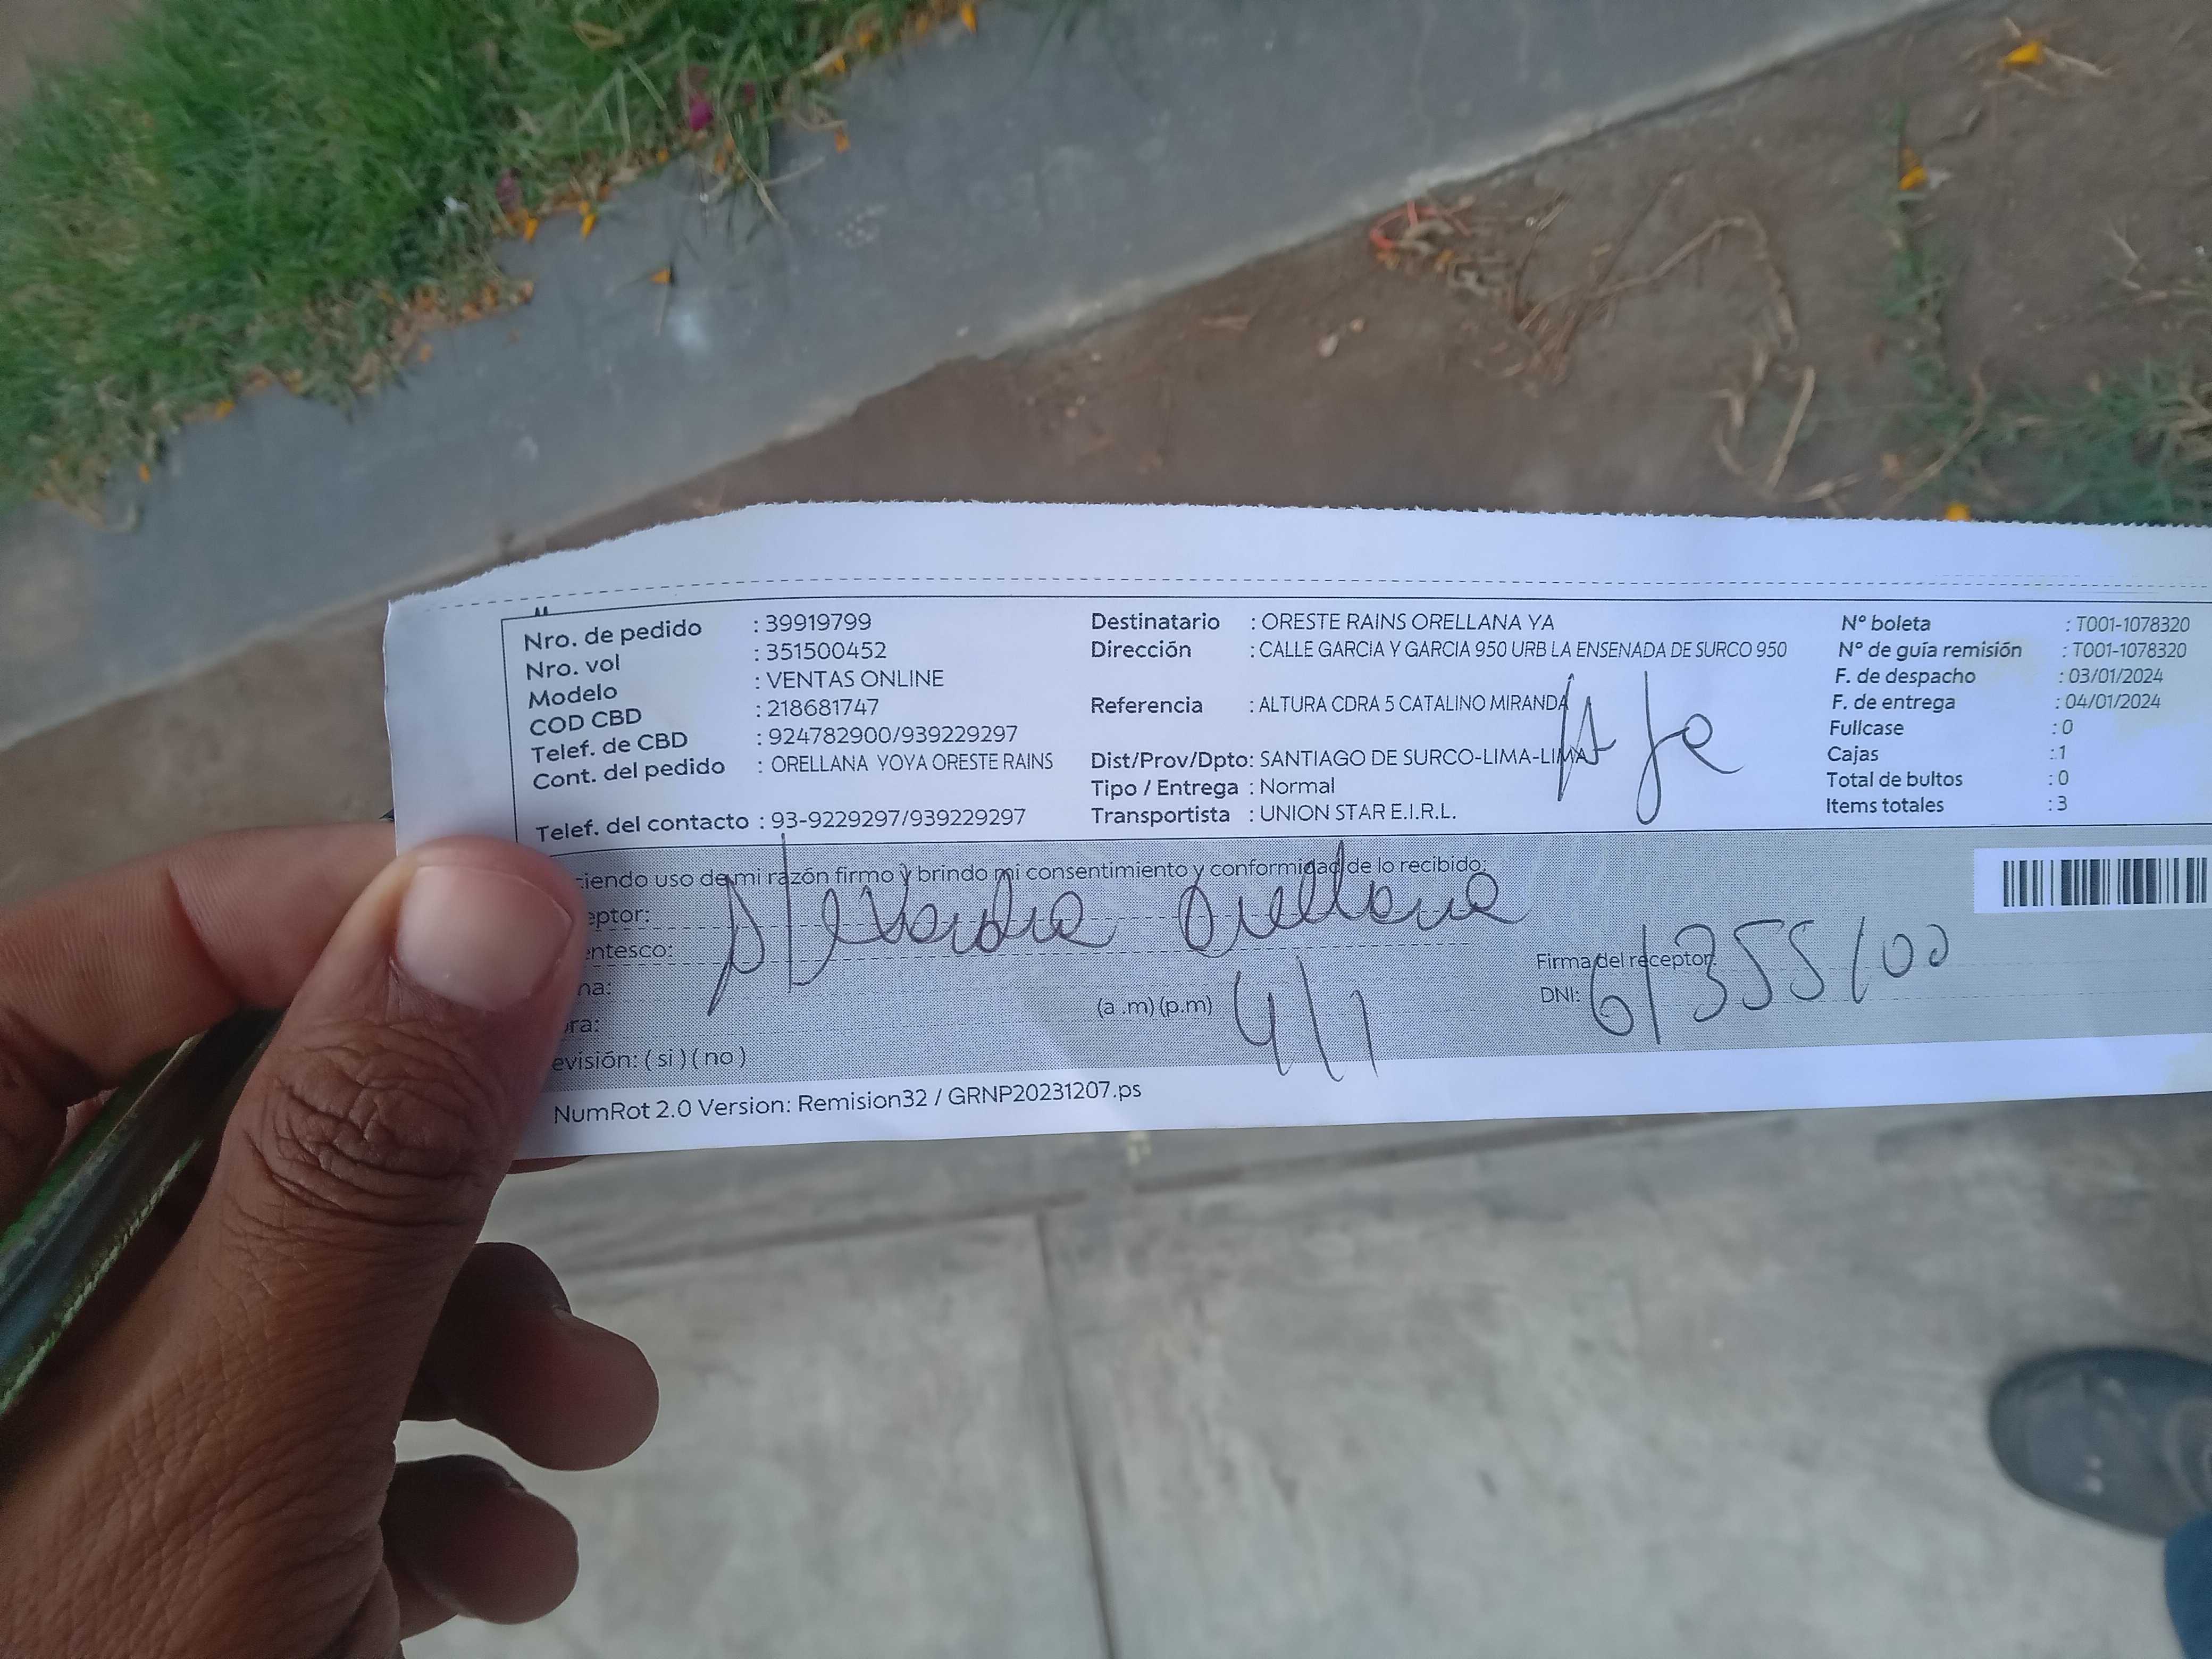 Nro. de pedido : 39919799
Nro. vol : 351500452
Modelo : VENTAS ONLINE
COD CBD : 218681747
Telef. de CBD : 924782900/939229297
Cont. del pedido : ORELLANA YOYA ORESTE RAINS
Telef. del contacto : 93-9229297/939229297
Destinatario : ORESTE RAINS ORELLANA YA
Dirección : CALLE GARCIA Y GARCIA 950 URB LA ENSENADA DE SURCO 950
Referencia : ALTURA CDRA 5 CATALINO MIRANDA
Dist/Prov/Dpto: SANTIAGO DE SURCO-LIMA-LIMA
Tipo / Entrega : Normal
Transportista : UNION STAR E.I.R.L.
Nº boleta : T001-1078320
Nº de guía remisión : T001-1078320
F. de despacho : 03/01/2024
F. de entrega : 04/01/2024
Fullcase : 0
Cajas : 1
Total de bultos : 0
Items totales : 3
ciendo uso de mi razón firmo y brindo mi consentimiento y conformidad de lo recibido:
eptor: Orellana
entesco:
ha:
ora: (a .m) (p.m) 4/1
Firma del receptor:
DNI:
evisión: ( si ) ( no )
NumRot 2.0 Version: Remision32 / GRNP20231207.ps